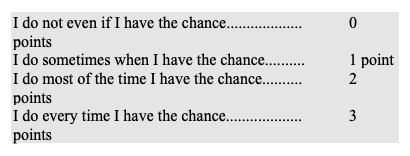 I do not even if I have the chance................... 0
points
I do sometimes when I have the chance.......... 1 point
I do most of the time I have the chance.......... 2
points
I do every time I have the chance................... 3
points